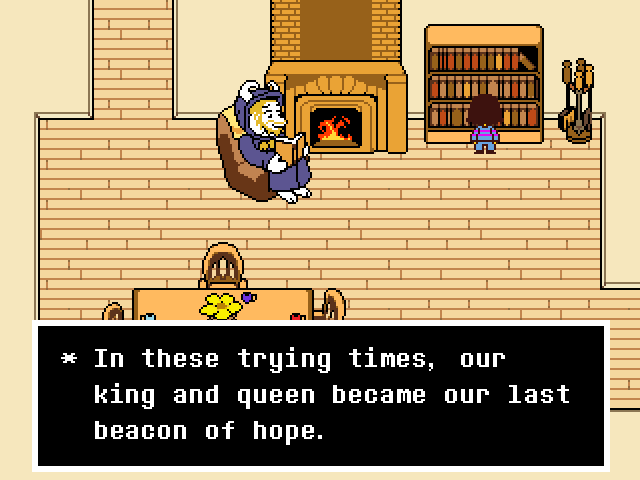 * In these trying times, our
king and queen became our last
beacon of hope.